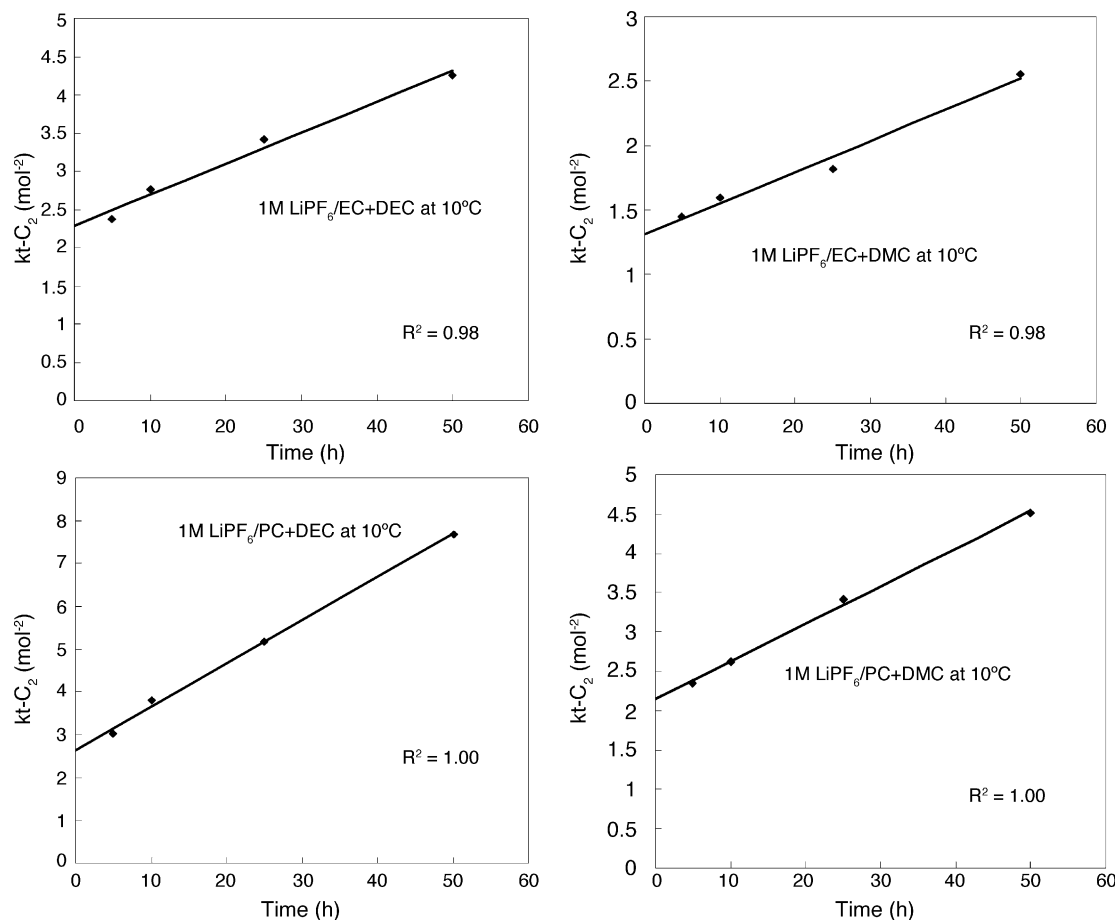 5
4.5
4
3.5
3
2.5
2
1.5
1
0.5
0
kt-C₂ (mol⁻²)
1M LiPF₆/EC+DEC at 10ºC
R² = 0.98
0 10 20 30 40 50 60
Time (h)
3
2.5
2
1.5
1
0.5
0
kt-C₂ (mol⁻²)
1M LiPF₆/EC+DMC at 10ºC
R² = 0.98
0 10 20 30 40 50 60
Time (h)
9
8
7
6
5
4
3
2
1
0
kt-C₂ (mol⁻²)
1M LiPF₆/PC+DEC at 10ºC
R² = 1.00
0 10 20 30 40 50 60
Time (h)
5
4.5
4
3.5
3
2.5
2
1.5
1
0.5
0
kt-C₂ (mol⁻²)
1M LiPF₆/PC+DMC at 10ºC
R² = 1.00
0 10 20 30 40 50 60
Time (h)